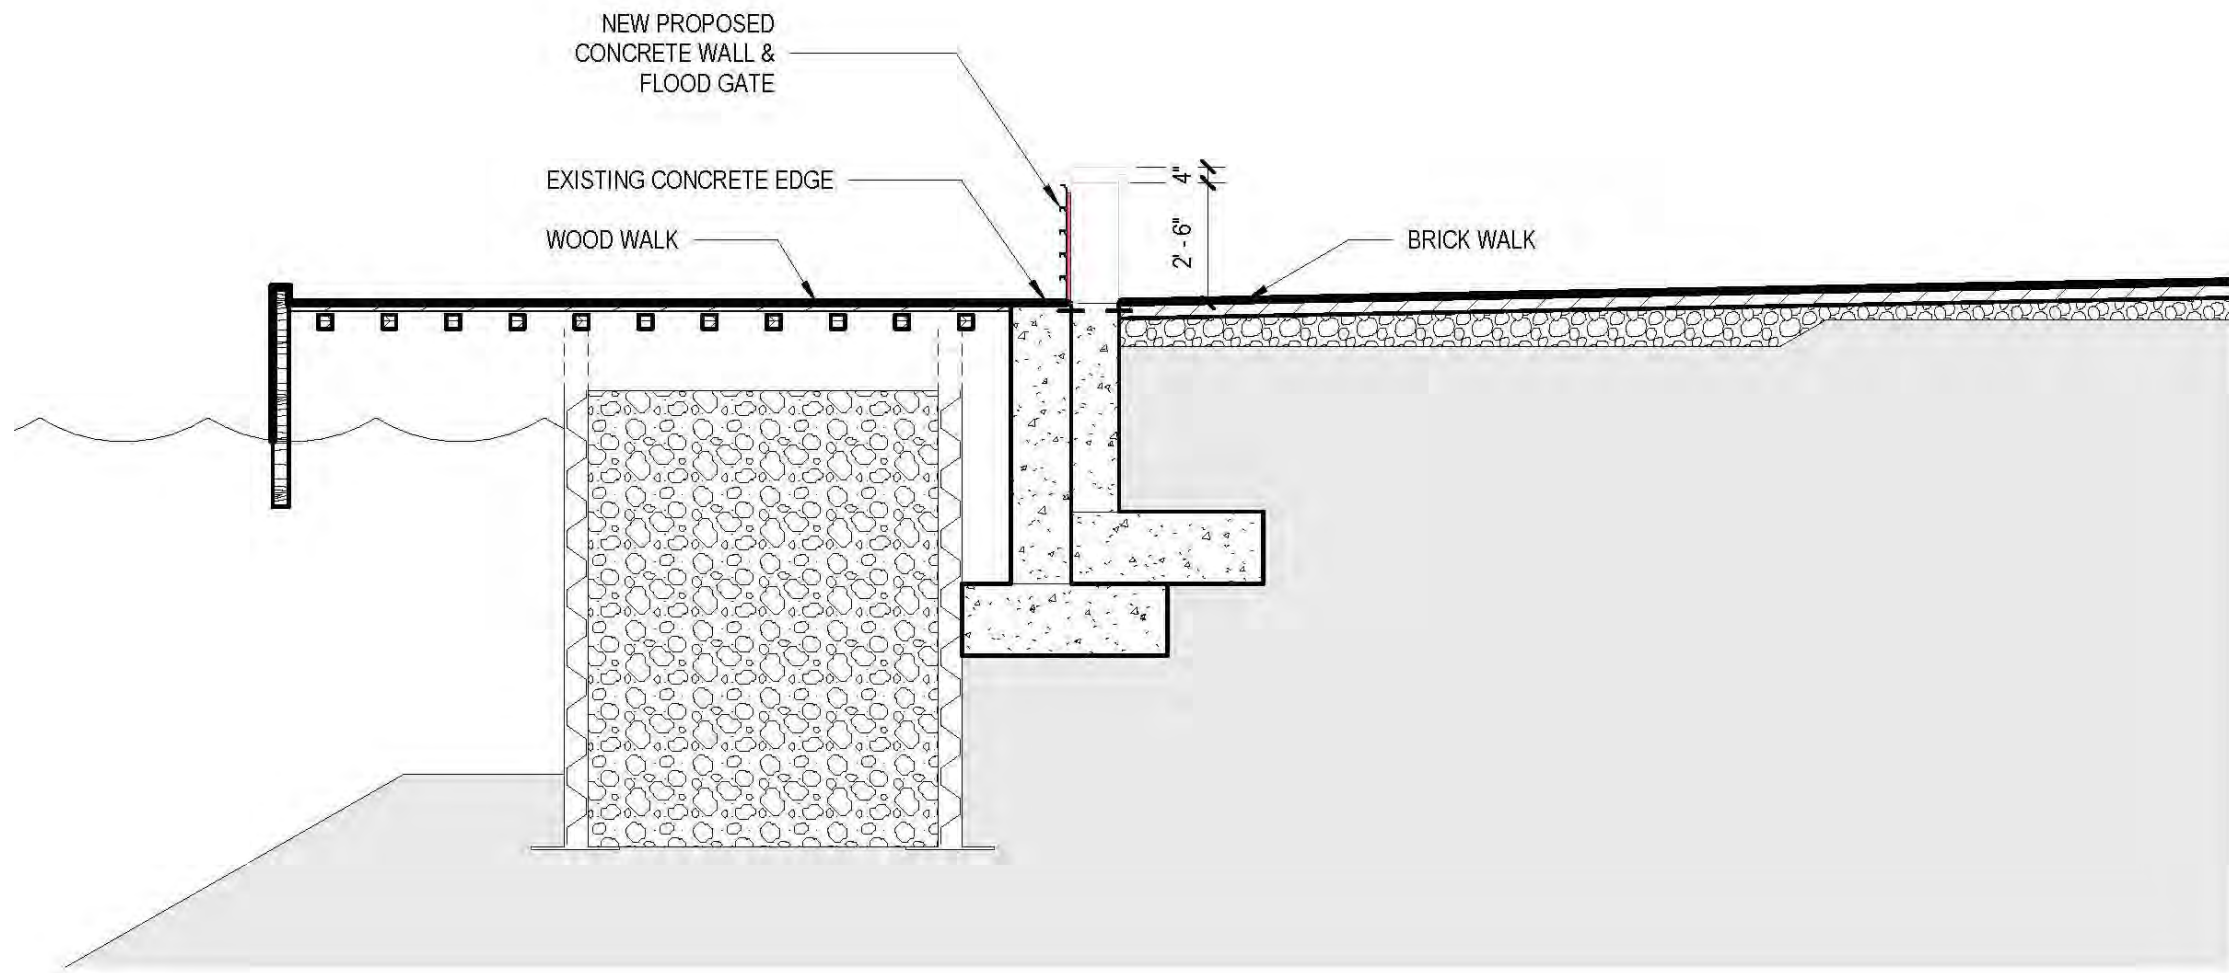 NEW PROPOSED
CONCRETE WALL &
FLOOD GATE
EXISTING CONCRETE EDGE
WOOD WALK
4"
2' - 6"
BRICK WALK